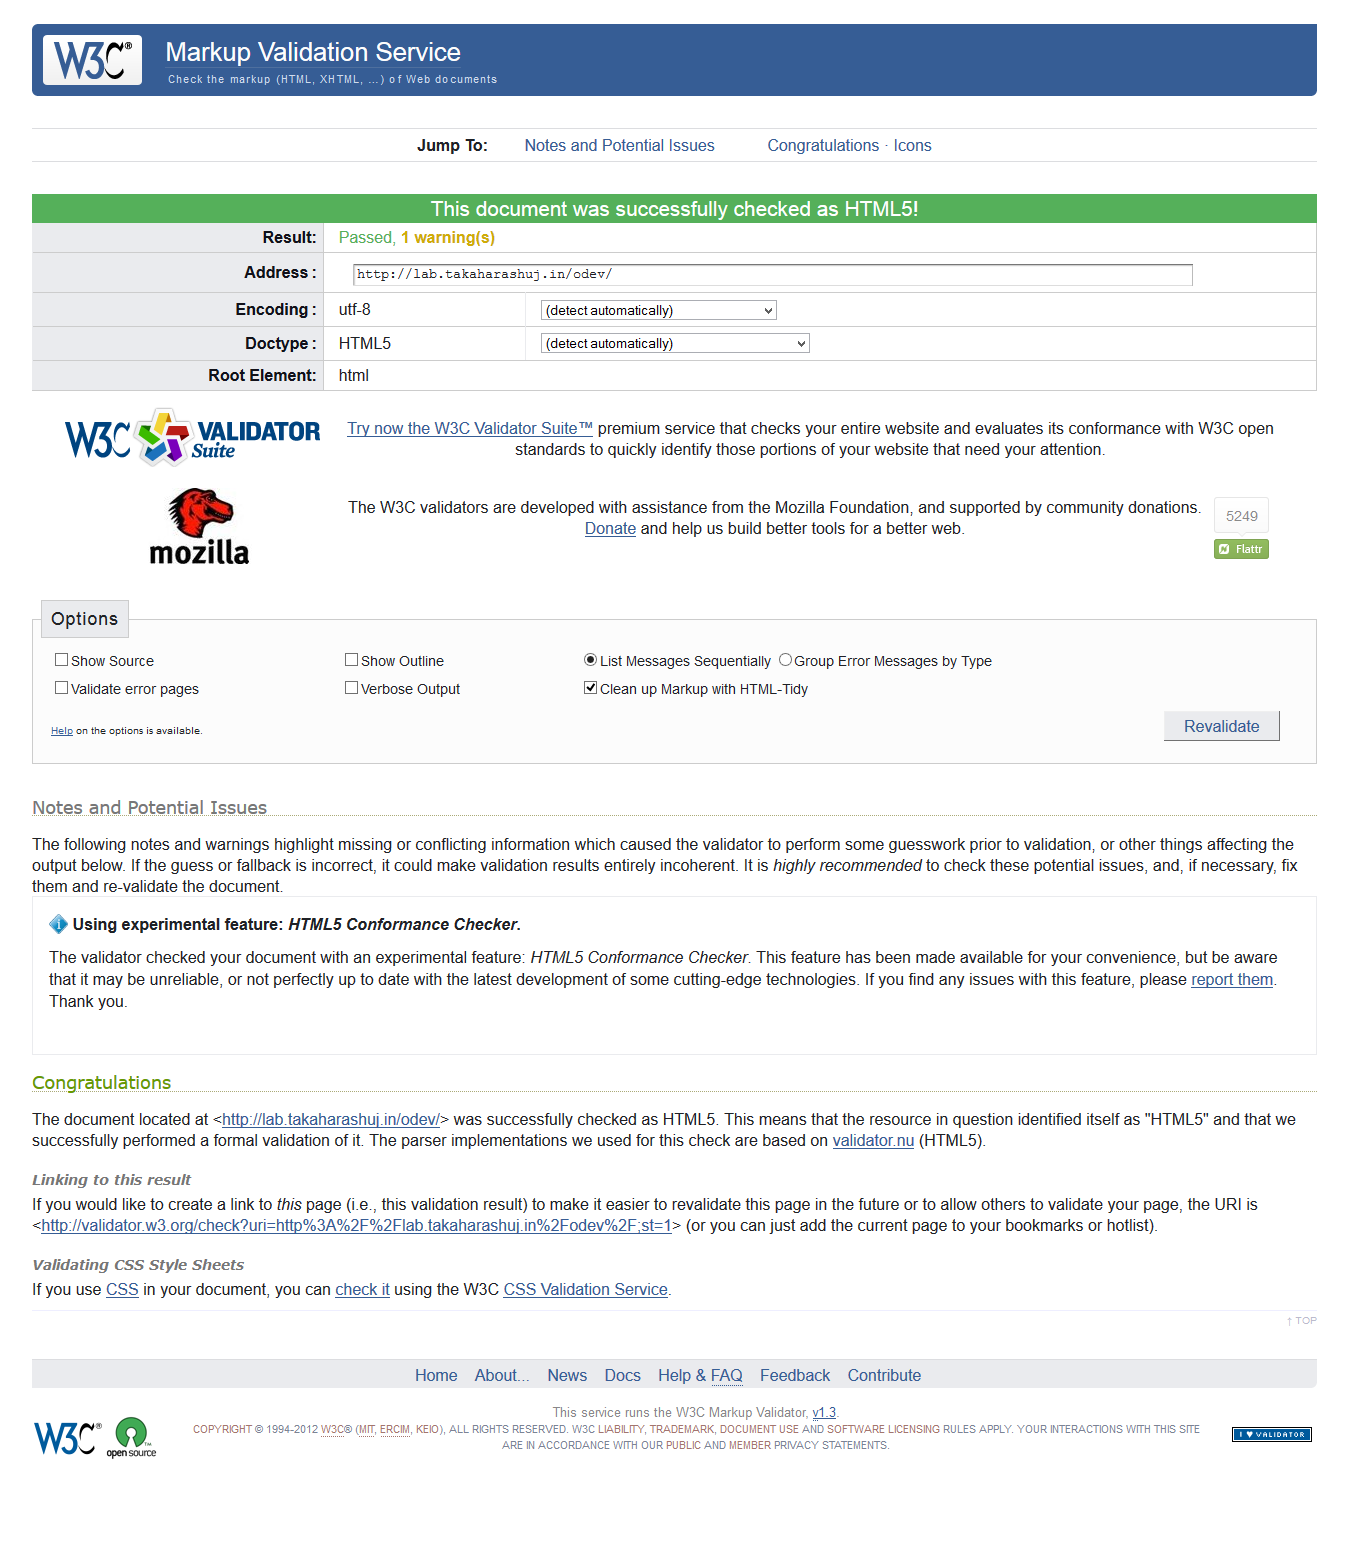 W3C®
Markup Validation Service
Check the markup (HTML, XHTML, …) of Web documents
Jump To: Notes and Potential Issues Congratulations · Icons
This document was successfully checked as HTML5!
Result: Passed, 1 warning(s)
Address : http://lab.takaharashuj.in/odev/
Encoding : utf-8 (detect automatically)
Doctype : HTML5 (detect automatically)
Root Element: html
W3C VALIDATOR Suite
Try now the W3C Validator Suite™ premium service that checks your entire website and evaluates its conformance with W3C open
standards to quickly identify those portions of your website that need your attention.
mozilla
The W3C validators are developed with assistance from the Mozilla Foundation, and supported by community donations.
Donate and help us build better tools for a better web.
5249
Flattr
Options
Show Source Show Outline List Messages Sequentially Group Error Messages by Type
Validate error pages Verbose Output Clean up Markup with HTML-Tidy
Help on the options is available.
Revalidate
Notes and Potential Issues
The following notes and warnings highlight missing or conflicting information which caused the validator to perform some guesswork prior to validation, or other things affecting the
output below. If the guess or fallback is incorrect, it could make validation results entirely incoherent. It is highly recommended to check these potential issues, and, if necessary, fix
them and re-validate the document.
i Using experimental feature: HTML5 Conformance Checker.
The validator checked your document with an experimental feature: HTML5 Conformance Checker. This feature has been made available for your convenience, but be aware
that it may be unreliable, or not perfectly up to date with the latest development of some cutting-edge technologies. If you find any issues with this feature, please report them.
Thank you.
Congratulations
The document located at <http://lab.takaharashuj.in/odev/> was successfully checked as HTML5. This means that the resource in question identified itself as "HTML5" and that we
successfully performed a formal validation of it. The parser implementations we used for this check are based on validator.nu (HTML5).
Linking to this result
If you would like to create a link to this page (i.e., this validation result) to make it easier to revalidate this page in the future or to allow others to validate your page, the URI is
<http://validator.w3.org/check?uri=http%3A%2F%2Flab.takaharashuj.in%2Fodev%2F;st=1> (or you can just add the current page to your bookmarks or hotlist).
Validating CSS Style Sheets
If you use CSS in your document, you can check it using the W3C CSS Validation Service.
↑ TOP
Home About... News Docs Help & FAQ Feedback Contribute
W3C®
open source™
This service runs the W3C Markup Validator, v1.3.
COPYRIGHT © 1994-2012 W3C® (MIT, ERCIM, KEIO), ALL RIGHTS RESERVED. W3C LIABILITY, TRADEMARK, DOCUMENT USE AND SOFTWARE LICENSING RULES APPLY. YOUR INTERACTIONS WITH THIS SITE
ARE IN ACCORDANCE WITH OUR PUBLIC AND MEMBER PRIVACY STATEMENTS.
I ♥ VALIDATOR